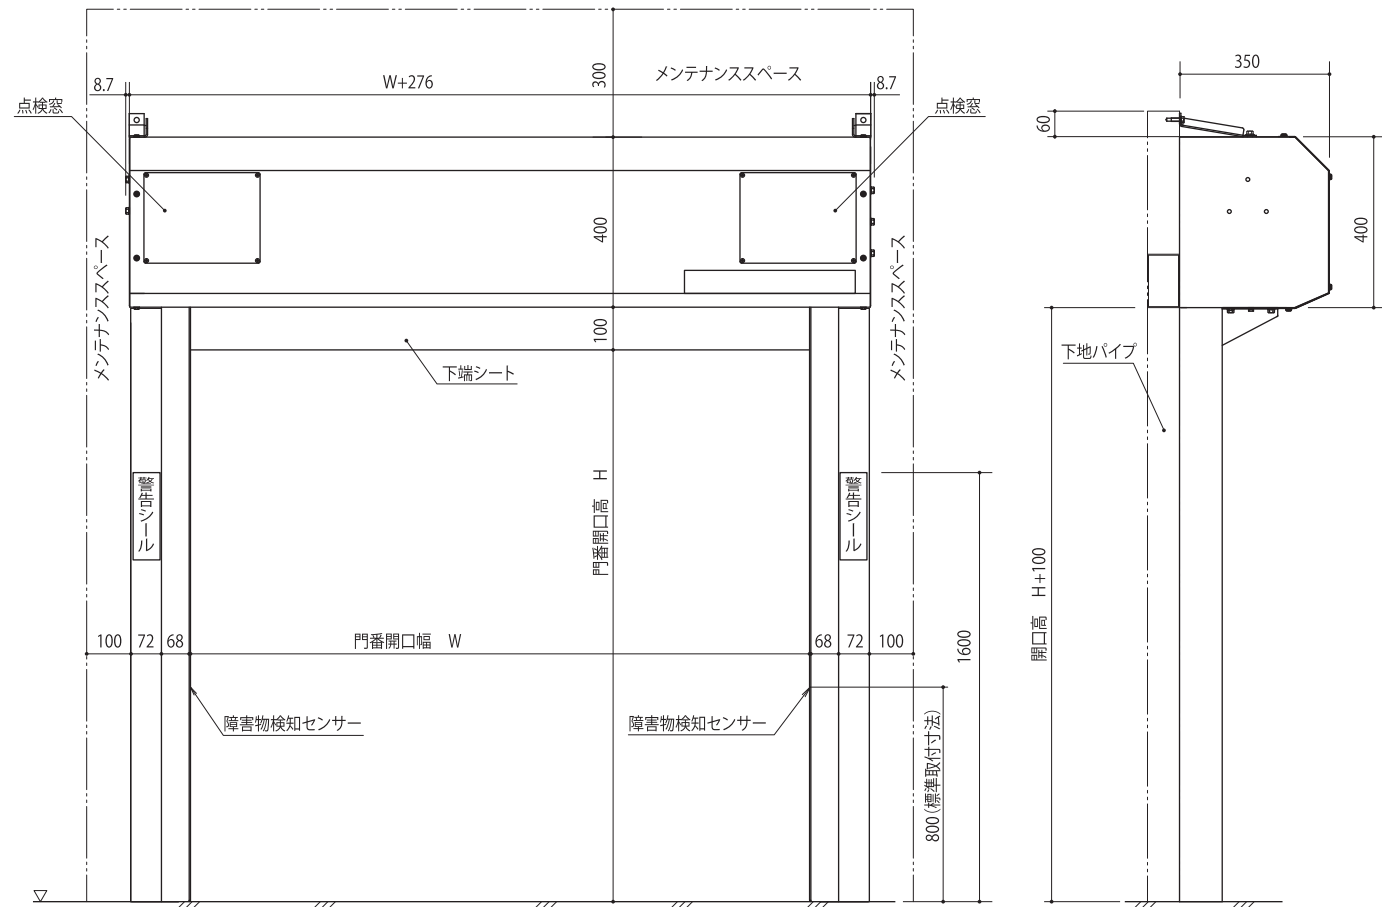 8.7
W+276
300
メンテナンススペース
8.7
350
点検窓
点検窓
60
400
400
メンテナンススペース
メンテナンススペース
100
下端シート
下地パイプ
警告シール
警告シール
門番開口高 H
開口高 H+100
1600
100
72
68
門番開口幅 W
68
72
100
障害物検知センサー
障害物検知センサー
800(標準取付寸法)